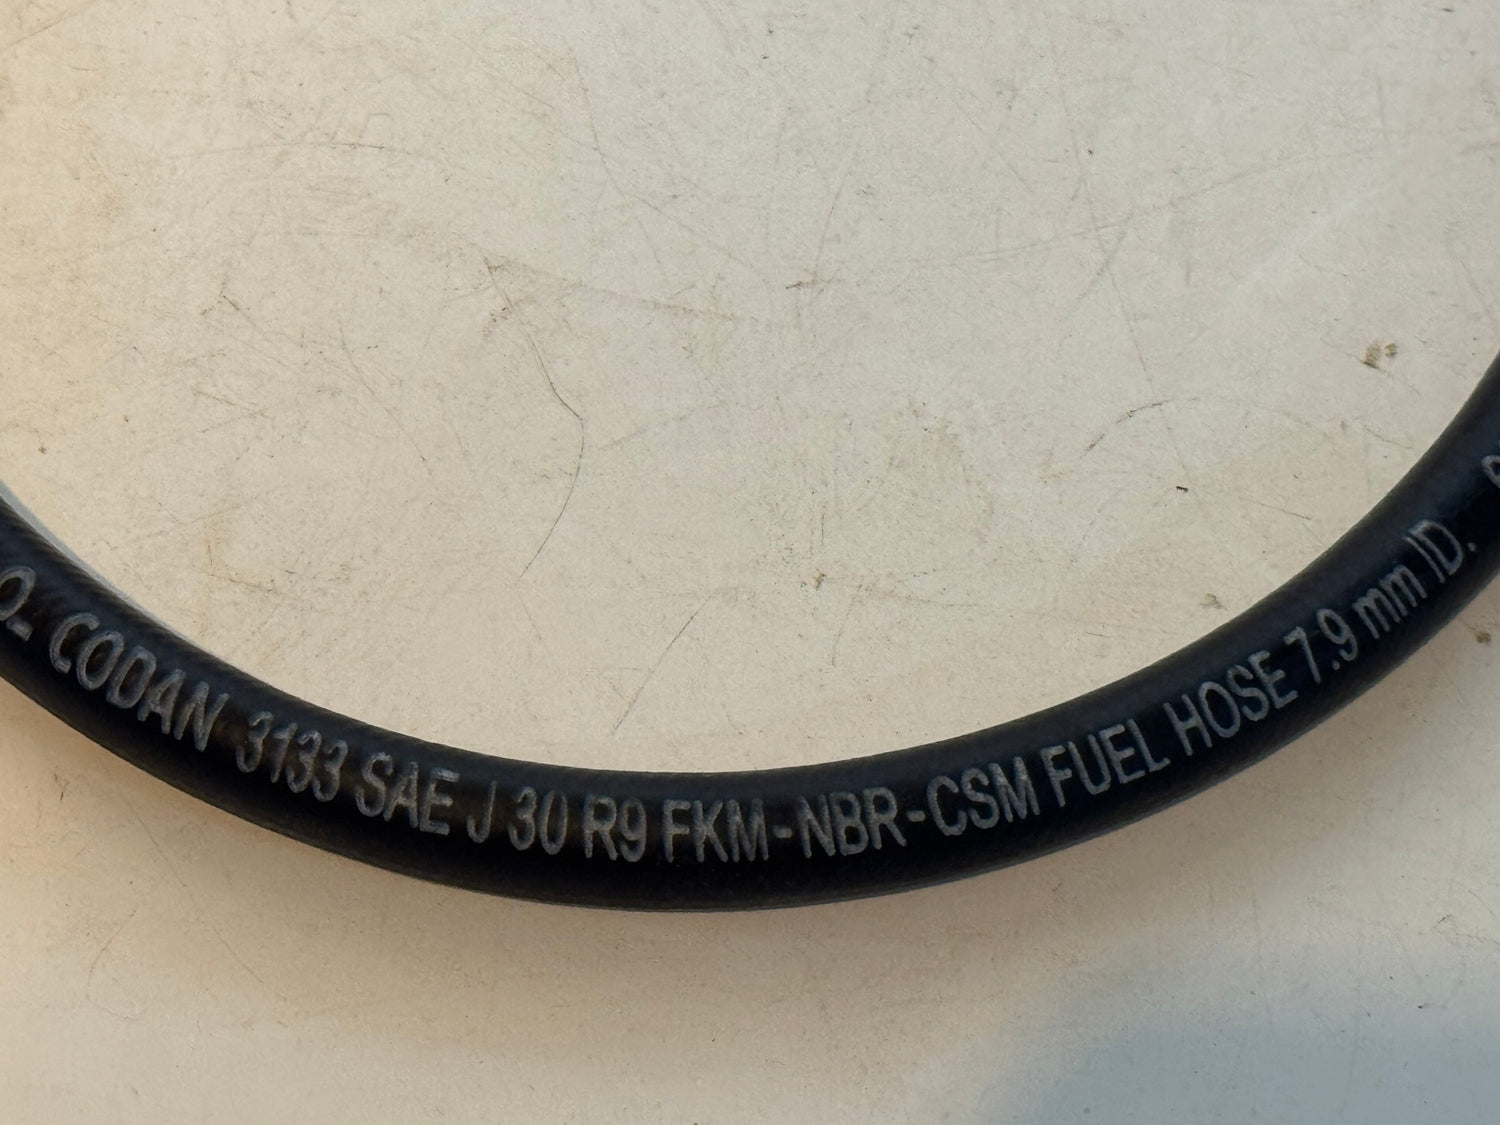 CODAN 3133 SAE J 30 R9 FKM-NBR-CSM FUEL HOSE 7.9 mm ID.